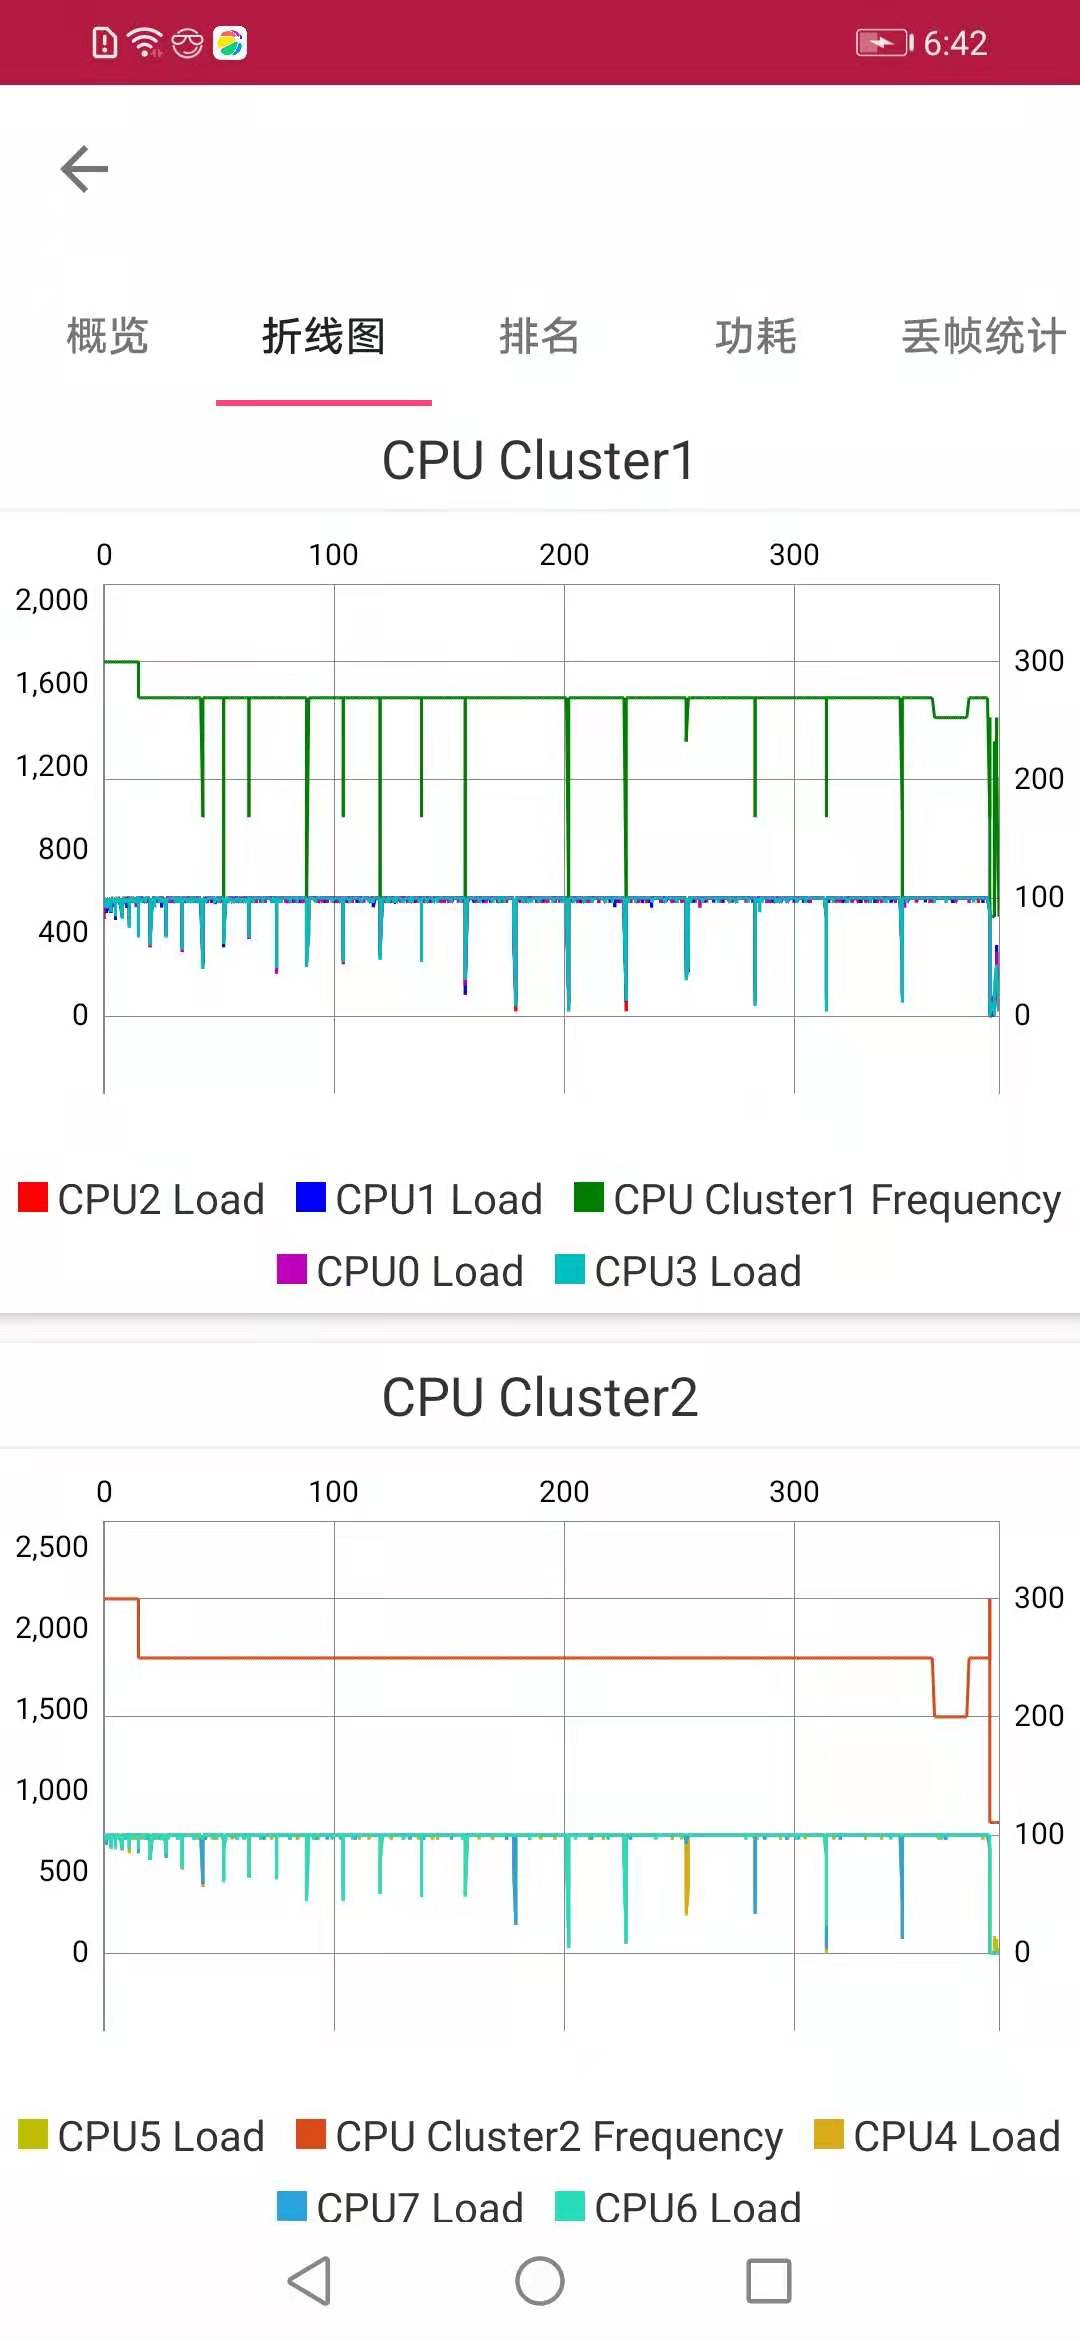 6:42
概览 折线图 排名 功耗 丢帧统计
CPU Cluster1
0 100 200 300
2,000
300
1,600
1,200
200
800
100
400
0 0
CPU2 Load CPU1 Load CPU Cluster1 Frequency
CPU0 Load CPU3 Load
CPU Cluster2
0 100 200 300
2,500
300
2,000
1,500
200
1,000
100
500
0 0
CPU5 Load CPU Cluster2 Frequency CPU4 Load
CPU7 Load CPU6 Load